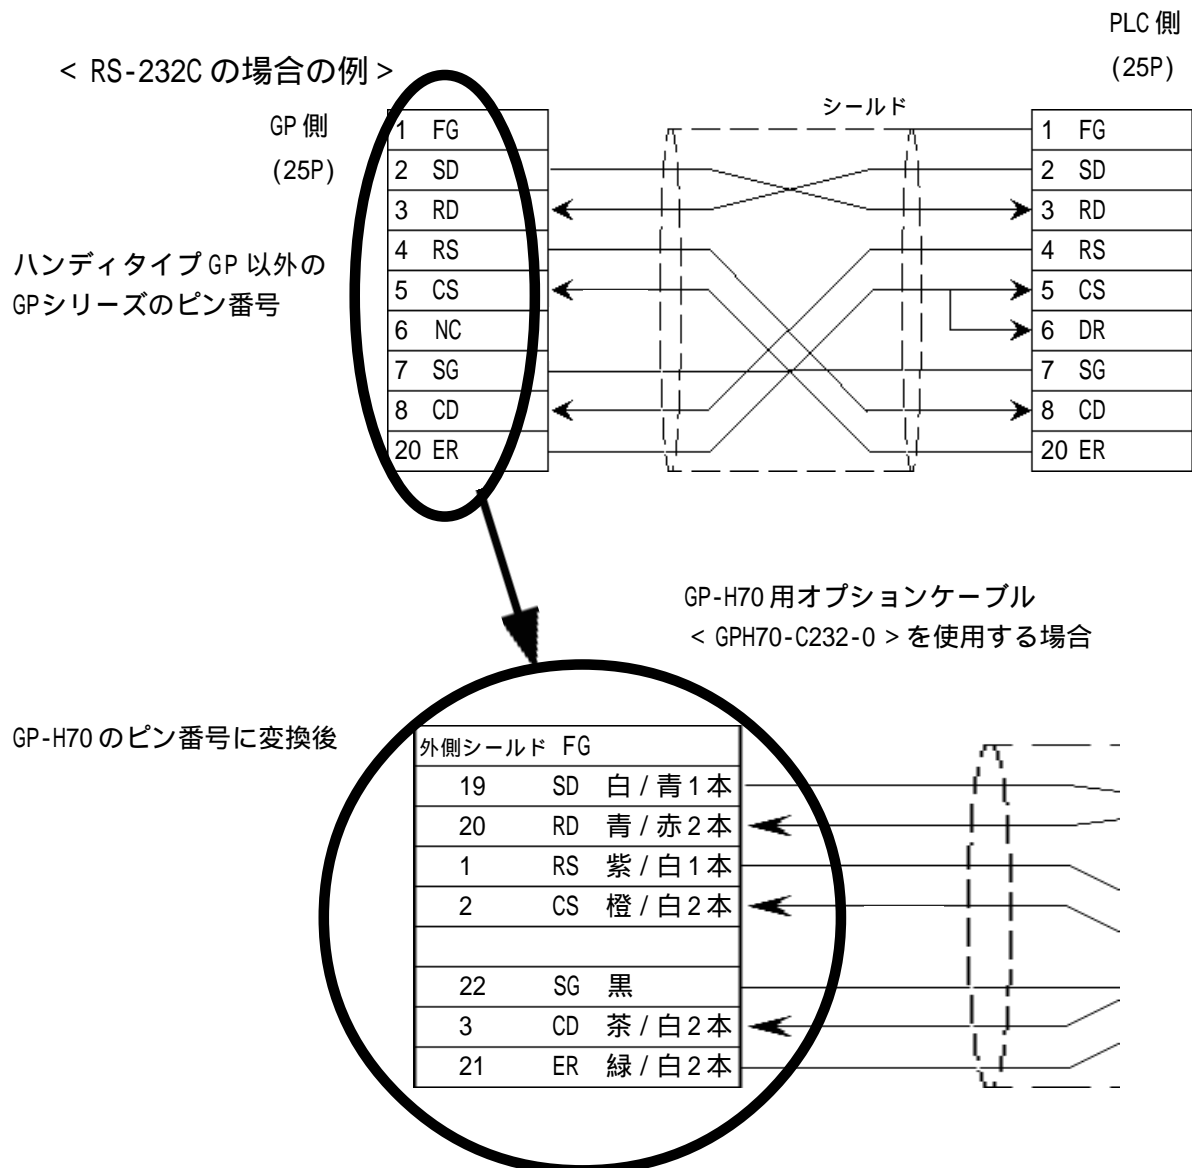 PLC側
(25P)
< RS-232Cの場合の例 >
シールド
GP側
(25P)
1 FG
2 SD
3 RD
4 RS
5 CS
6 NC
7 SG
8 CD
20 ER
1 FG
2 SD
3 RD
4 RS
5 CS
6 DR
7 SG
8 CD
20 ER
ハンディタイプGP以外の
GPシリーズのピン番号
GP-H70用オプションケーブル
< GPH70-C232-0 >を使用する場合
GP-H70のピン番号に変換後
外側シールド FG
19 SD 白/青1本
20 RD 青/赤2本
1 RS 紫/白1本
2 CS 橙/白2本
22 SG 黒
3 CD 茶/白2本
21 ER 緑/白2本